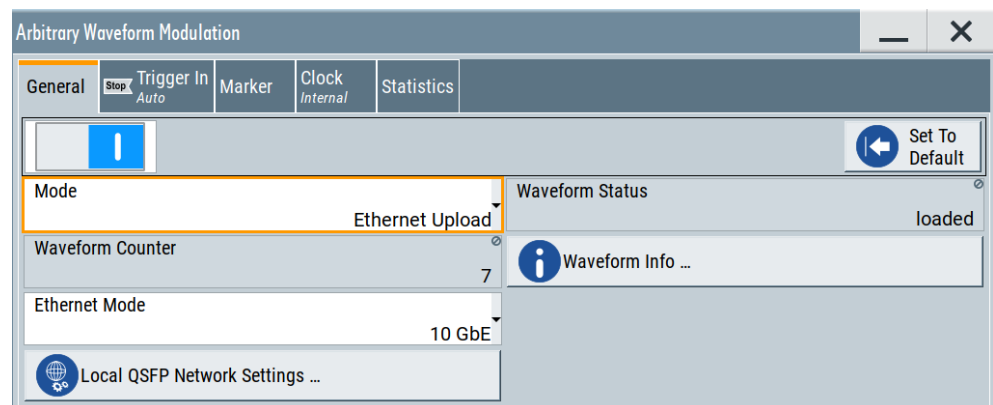 Arbitrary Waveform Modulation
General
Stop Trigger In
Auto
Marker
Clock
Internal
Statistics
Set To
Default
Mode
Ethernet Upload
Waveform Status
loaded
Waveform Counter
7
Waveform Info ...
Ethernet Mode
10 GbE
Local QSFP Network Settings ...